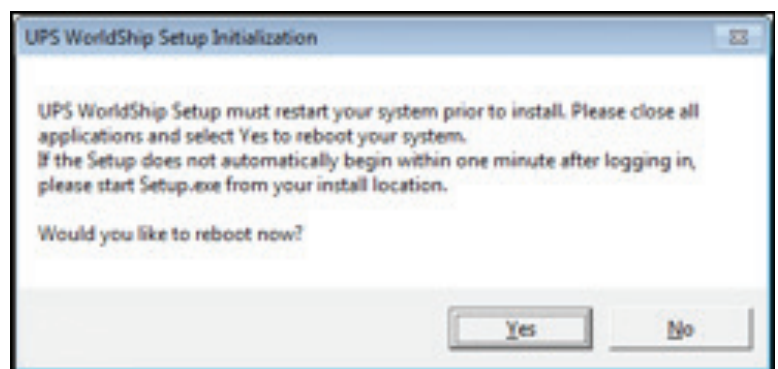 UPS WorldShip Setup Initialization
UPS WorldShip Setup must restart your system prior to install. Please close all
applications and select Yes to reboot your system.
If the Setup does not automatically begin within one minute after logging in,
please start Setup.exe from your install location.
Would you like to reboot now?
Yes
No